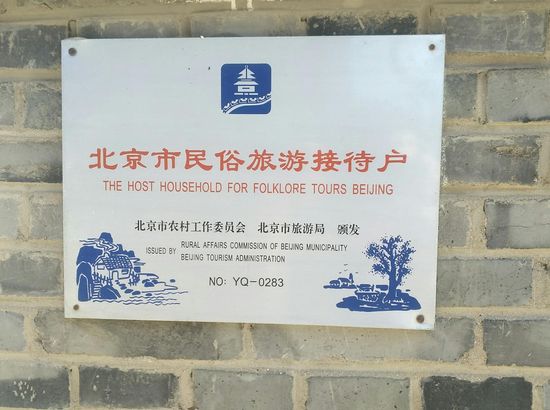 北京市民俗旅游接待户
THE HOST HOUSEHOLD FOR FOLKLORE TOURS BEIJING
北京市农村工作委员会 北京市旅游局 颁发
ISSUED BY RURAL AFFAIRS COMMISSION OF BEIJING MUNICIPALITY
BEIJING TOURISM ADMINISTRATION
NO: YQ-0283